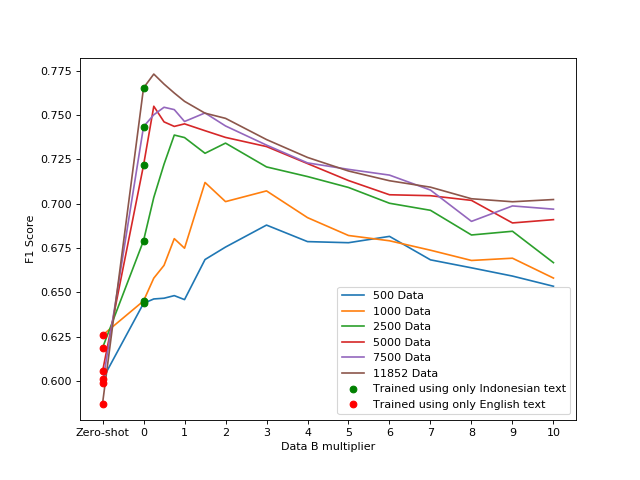 0.775
0.750
0.725
0.700
0.675
0.650
0.625
0.600
F1 Score
500 Data
1000 Data
2500 Data
5000 Data
7500 Data
11852 Data
Trained using only Indonesian text
Trained using only English text
Zero-shot 0 1 2 3 4 5 6 7 8 9 10
Data B multiplier